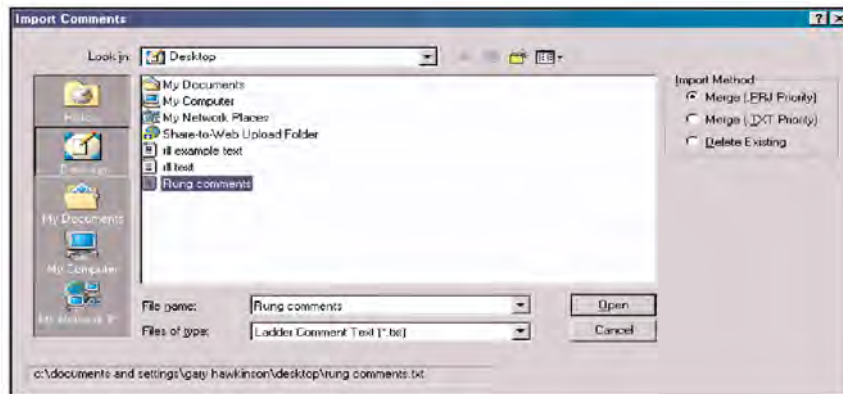 Import Comments
Look in: Desktop
My Documents
My Computer
My Network Places
Share-to-Web Upload Folder
rll example text
rll text
Rung comments
Desktop
My Documents
My Computer
My Network P...
File name: Rung comments
Files of type: Ladder Comment Text (*.txt)
Open
Cancel
Import Method
Merge (.PRJ Priority)
Merge (.TXT Priority)
Delete Existing
c:\documents and settings\gary hawkinson\desktop\rung comments.txt